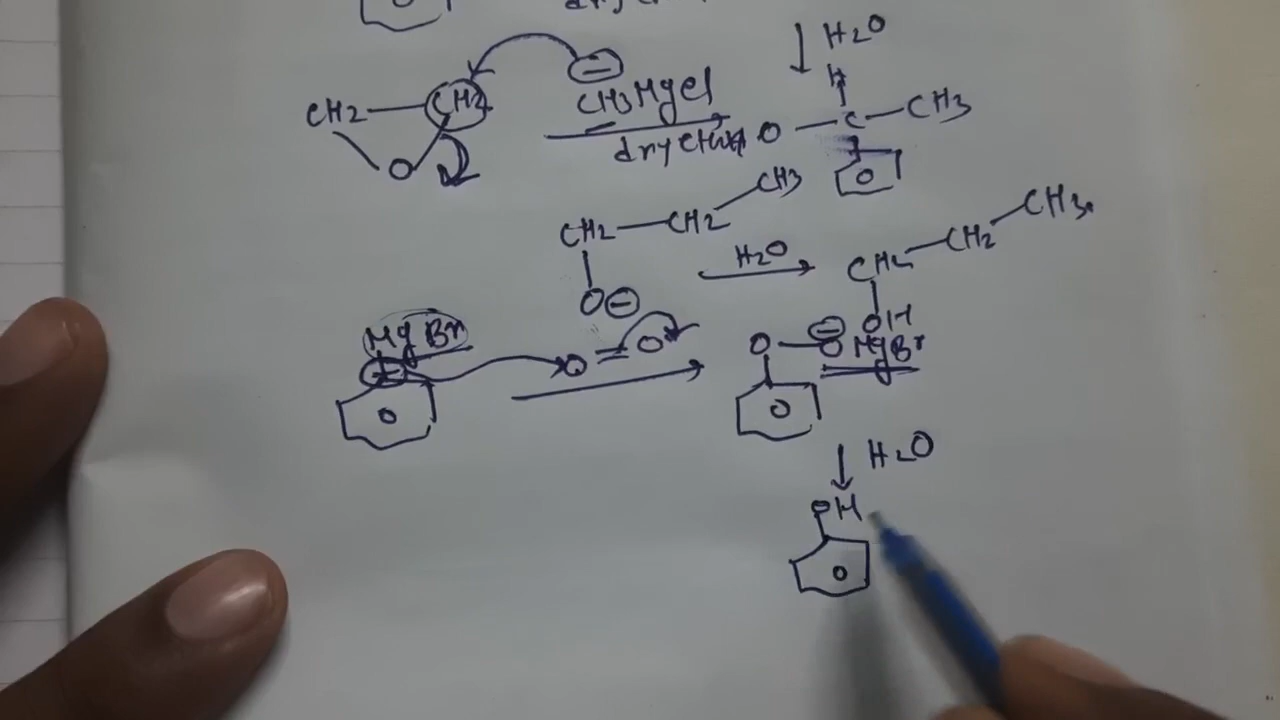 H2O
H
CH2 — CH2
CH3MgCl
C — CH3
dry
O
O
O
CH3
CH2 — CH2
CH3
CH2
H2O
CH2
O⊖
OH
MgBr
O = O
O — ⊖O MgBr
O
O
H2O
OH
O